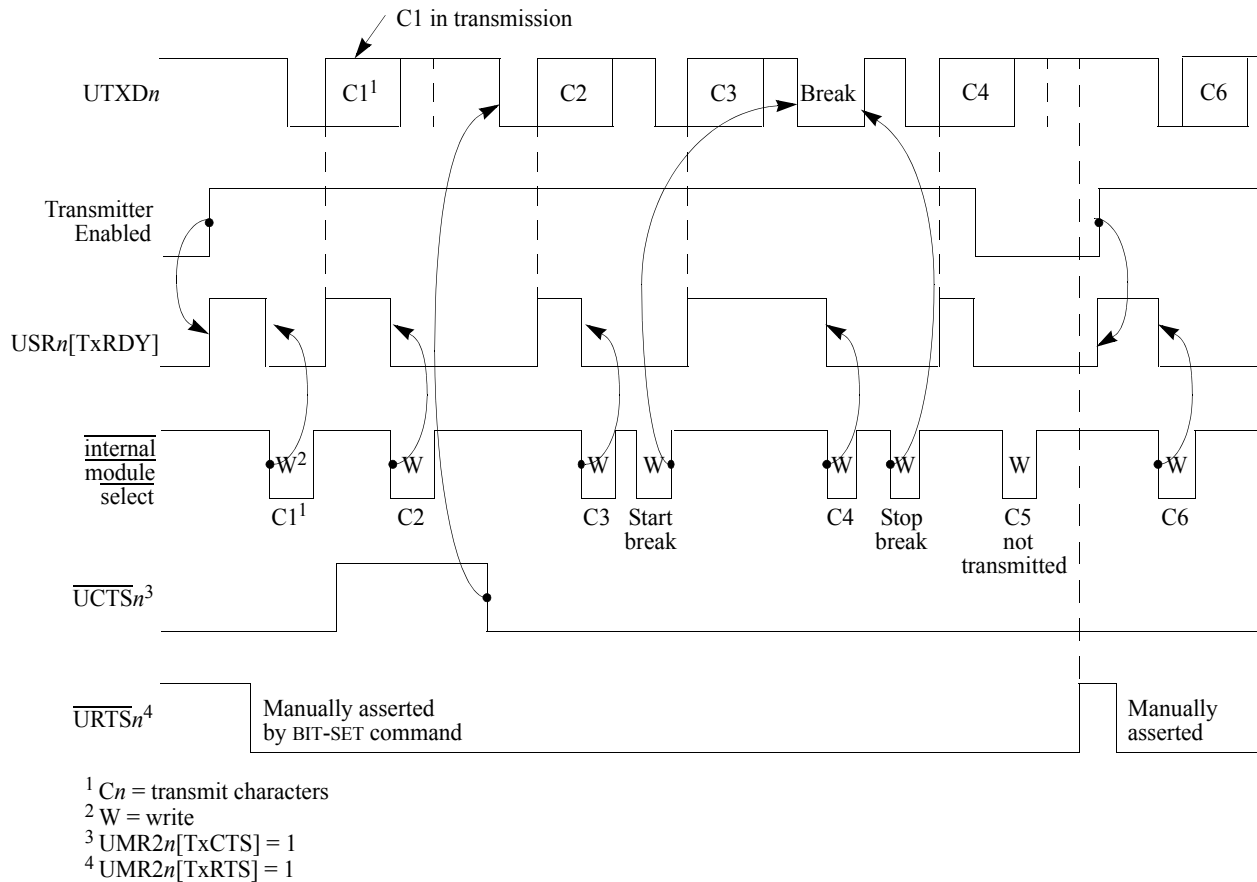 C1 in transmission
UTXDn
C1¹
C2
C3
Break
C4
C6
Transmitter
Enabled
USRn[TxRDY]
internal
module
select
W²
W
W
W
W
W
W
W
C1¹
C2
C3
Start
break
C4
Stop
break
C5
not
transmitted
C6
UCTSn³
URTSn⁴
Manually asserted
by BIT-SET command
Manually
asserted
¹ Cn = transmit characters
² W = write
³ UMR2n[TxCTS] = 1
⁴ UMR2n[TxRTS] = 1